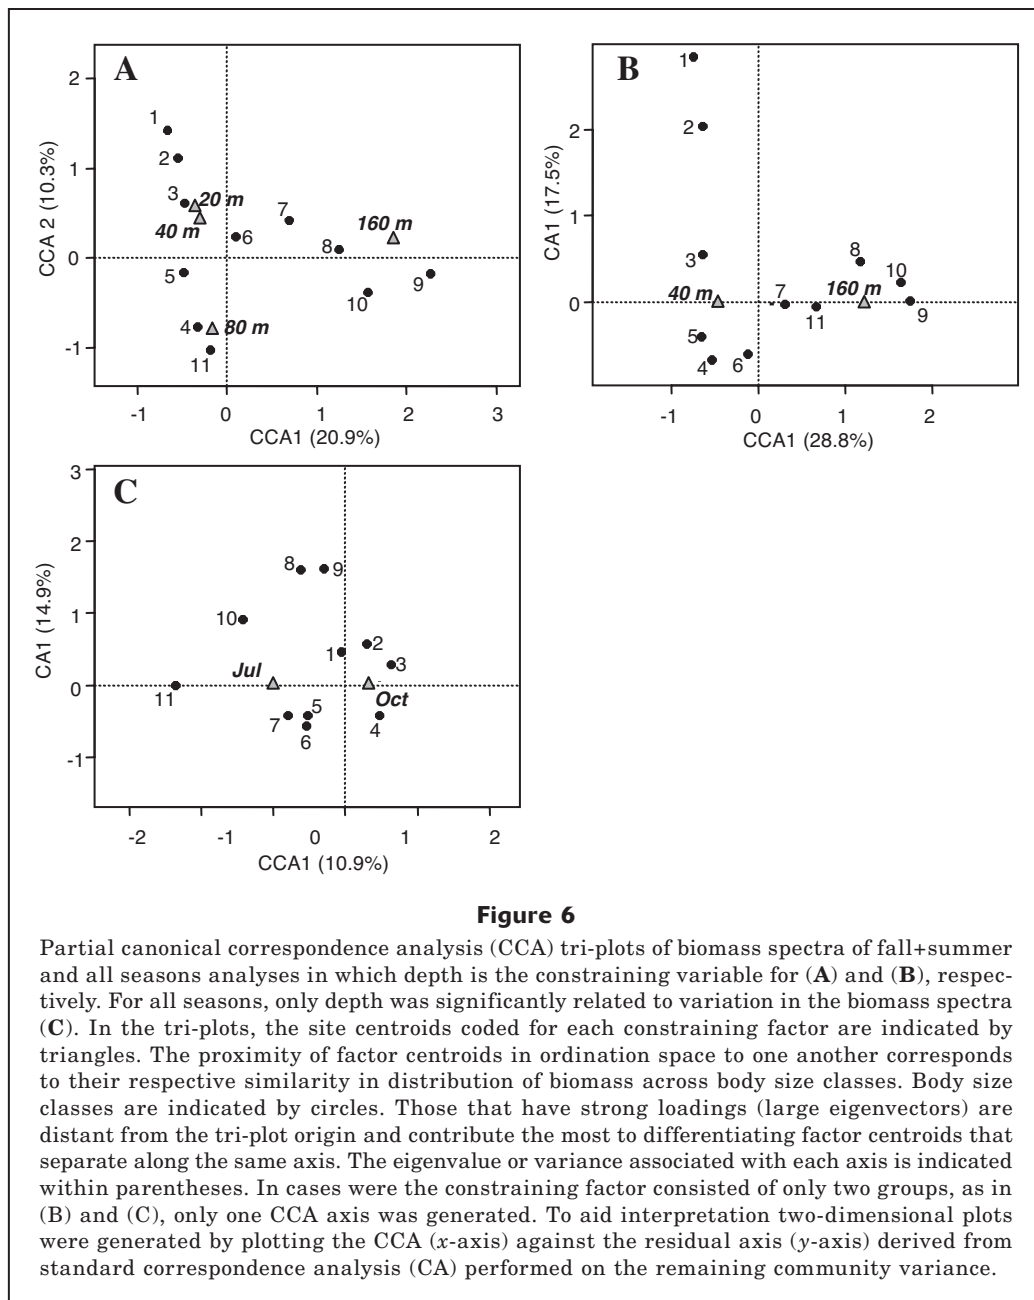 A
2
1
0
-1
CCA 2 (10.3%)
1
2
3
20 m
40 m
5
4
80 m
11
6
7
8
160 m
10
9
-1 0 1 2 3
CCA1 (20.9%)
B
2
1
0
CA1 (17.5%)
1
2
3
40 m
5
4
6
7
11
8
160 m
10
9
-1 0 1 2
CCA1 (28.8%)
C
3
2
1
0
-1
CA1 (14.9%)
8
9
10
1
2
3
Jul
Oct
11
7
5
6
4
-2 -1 0 1 2
CCA1 (10.9%)
Figure 6
Partial canonical correspondence analysis (CCA) tri-plots of biomass spectra of fall+summer
and all seasons analyses in which depth is the constraining variable for (A) and (B), respec-
tively. For all seasons, only depth was significantly related to variation in the biomass spectra
(C). In the tri-plots, the site centroids coded for each constraining factor are indicated by
triangles. The proximity of factor centroids in ordination space to one another corresponds
to their respective similarity in distribution of biomass across body size classes. Body size
classes are indicated by circles. Those that have strong loadings (large eigenvectors) are
distant from the tri-plot origin and contribute the most to differentiating factor centroids that
separate along the same axis. The eigenvalue or variance associated with each axis is indicated
within parentheses. In cases were the constraining factor consisted of only two groups, as in
(B) and (C), only one CCA axis was generated. To aid interpretation two-dimensional plots
were generated by plotting the CCA (x-axis) against the residual axis (y-axis) derived from
standard correspondence analysis (CA) performed on the remaining community variance.